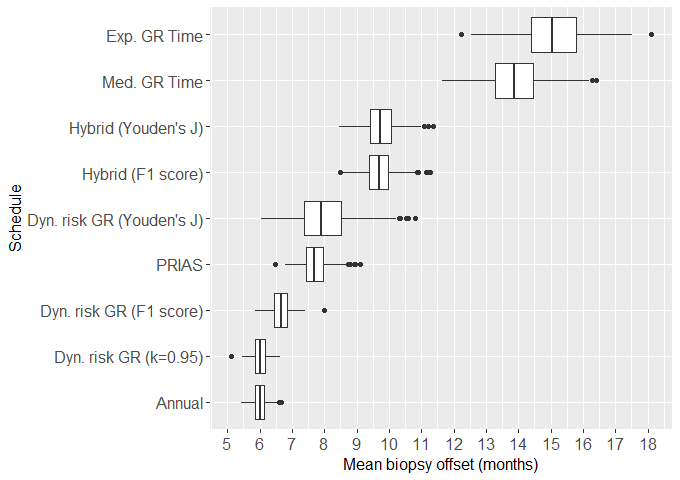 Exp. GR Time
Med. GR Time
Hybrid (Youden's J)
Hybrid (F1 score)
Dyn. risk GR (Youden's J)
PRIAS
Dyn. risk GR (F1 score)
Dyn. risk GR (k=0.95)
Annual
Schedule
5 6 7 8 9 10 11 12 13 14 15 16 17 18
Mean biopsy offset (months)